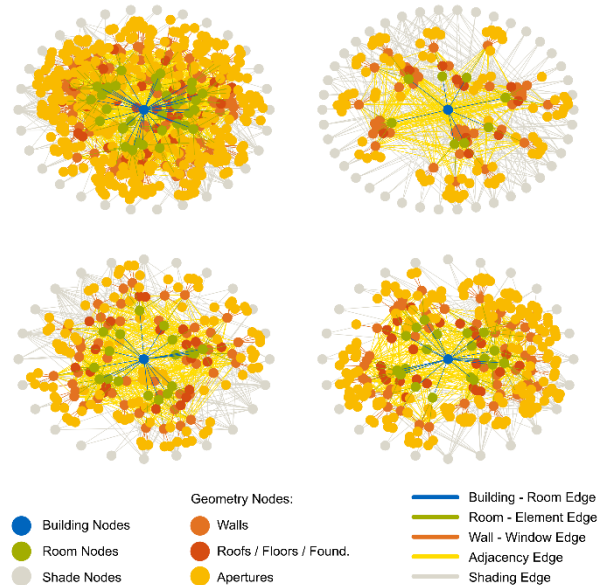 Geometry Nodes:
Building Nodes
Room Nodes
Shade Nodes
Walls
Roofs / Floors / Found.
Apertures
Building - Room Edge
Room - Element Edge
Wall - Window Edge
Adjacency Edge
Shading Edge